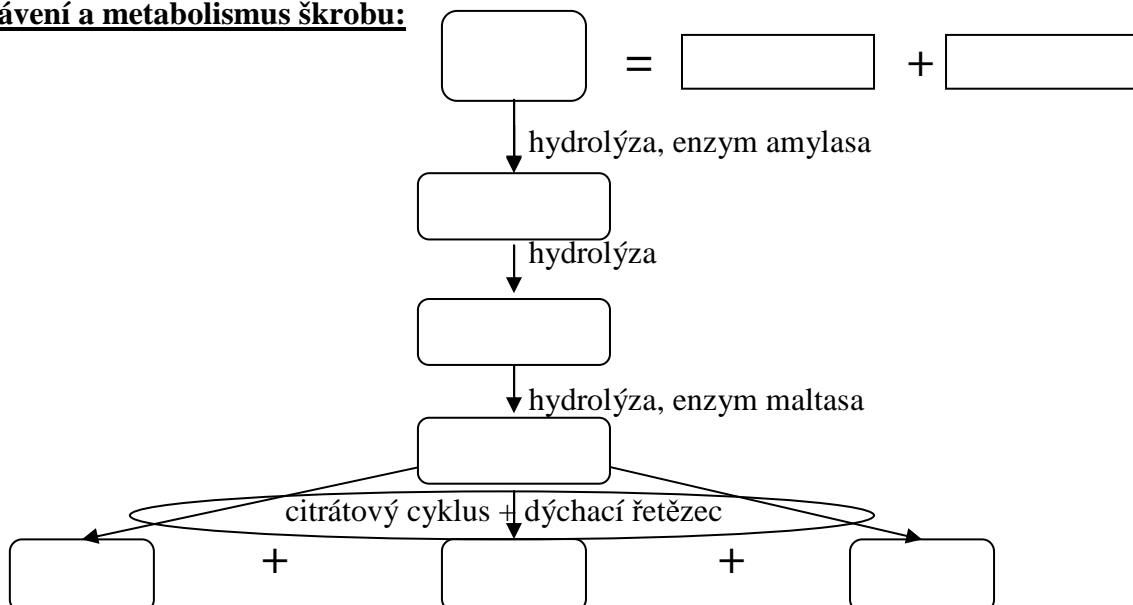 ávení a metabolismus škrobu:
= +
hydrolýza, enzym amylasa
hydrolýza
hydrolýza, enzym maltasa
citrátový cyklus + dýchací řetězec
+ +